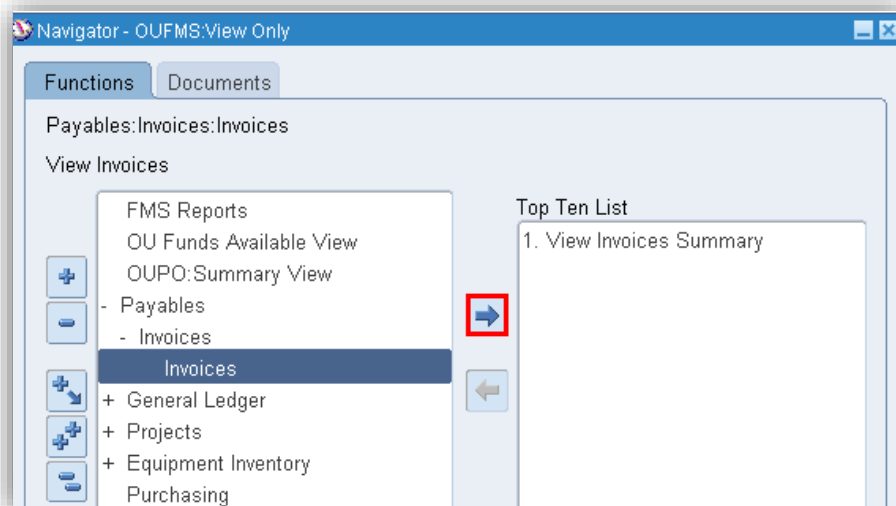 Navigator - OUFMS:View Only
Functions Documents
Payables:Invoices:Invoices
View Invoices
FMS Reports
OU Funds Available View
OUPO:Summary View
- Payables
- Invoices
Invoices
+ General Ledger
+ Projects
+ Equipment Inventory
Purchasing
Top Ten List
1. View Invoices Summary